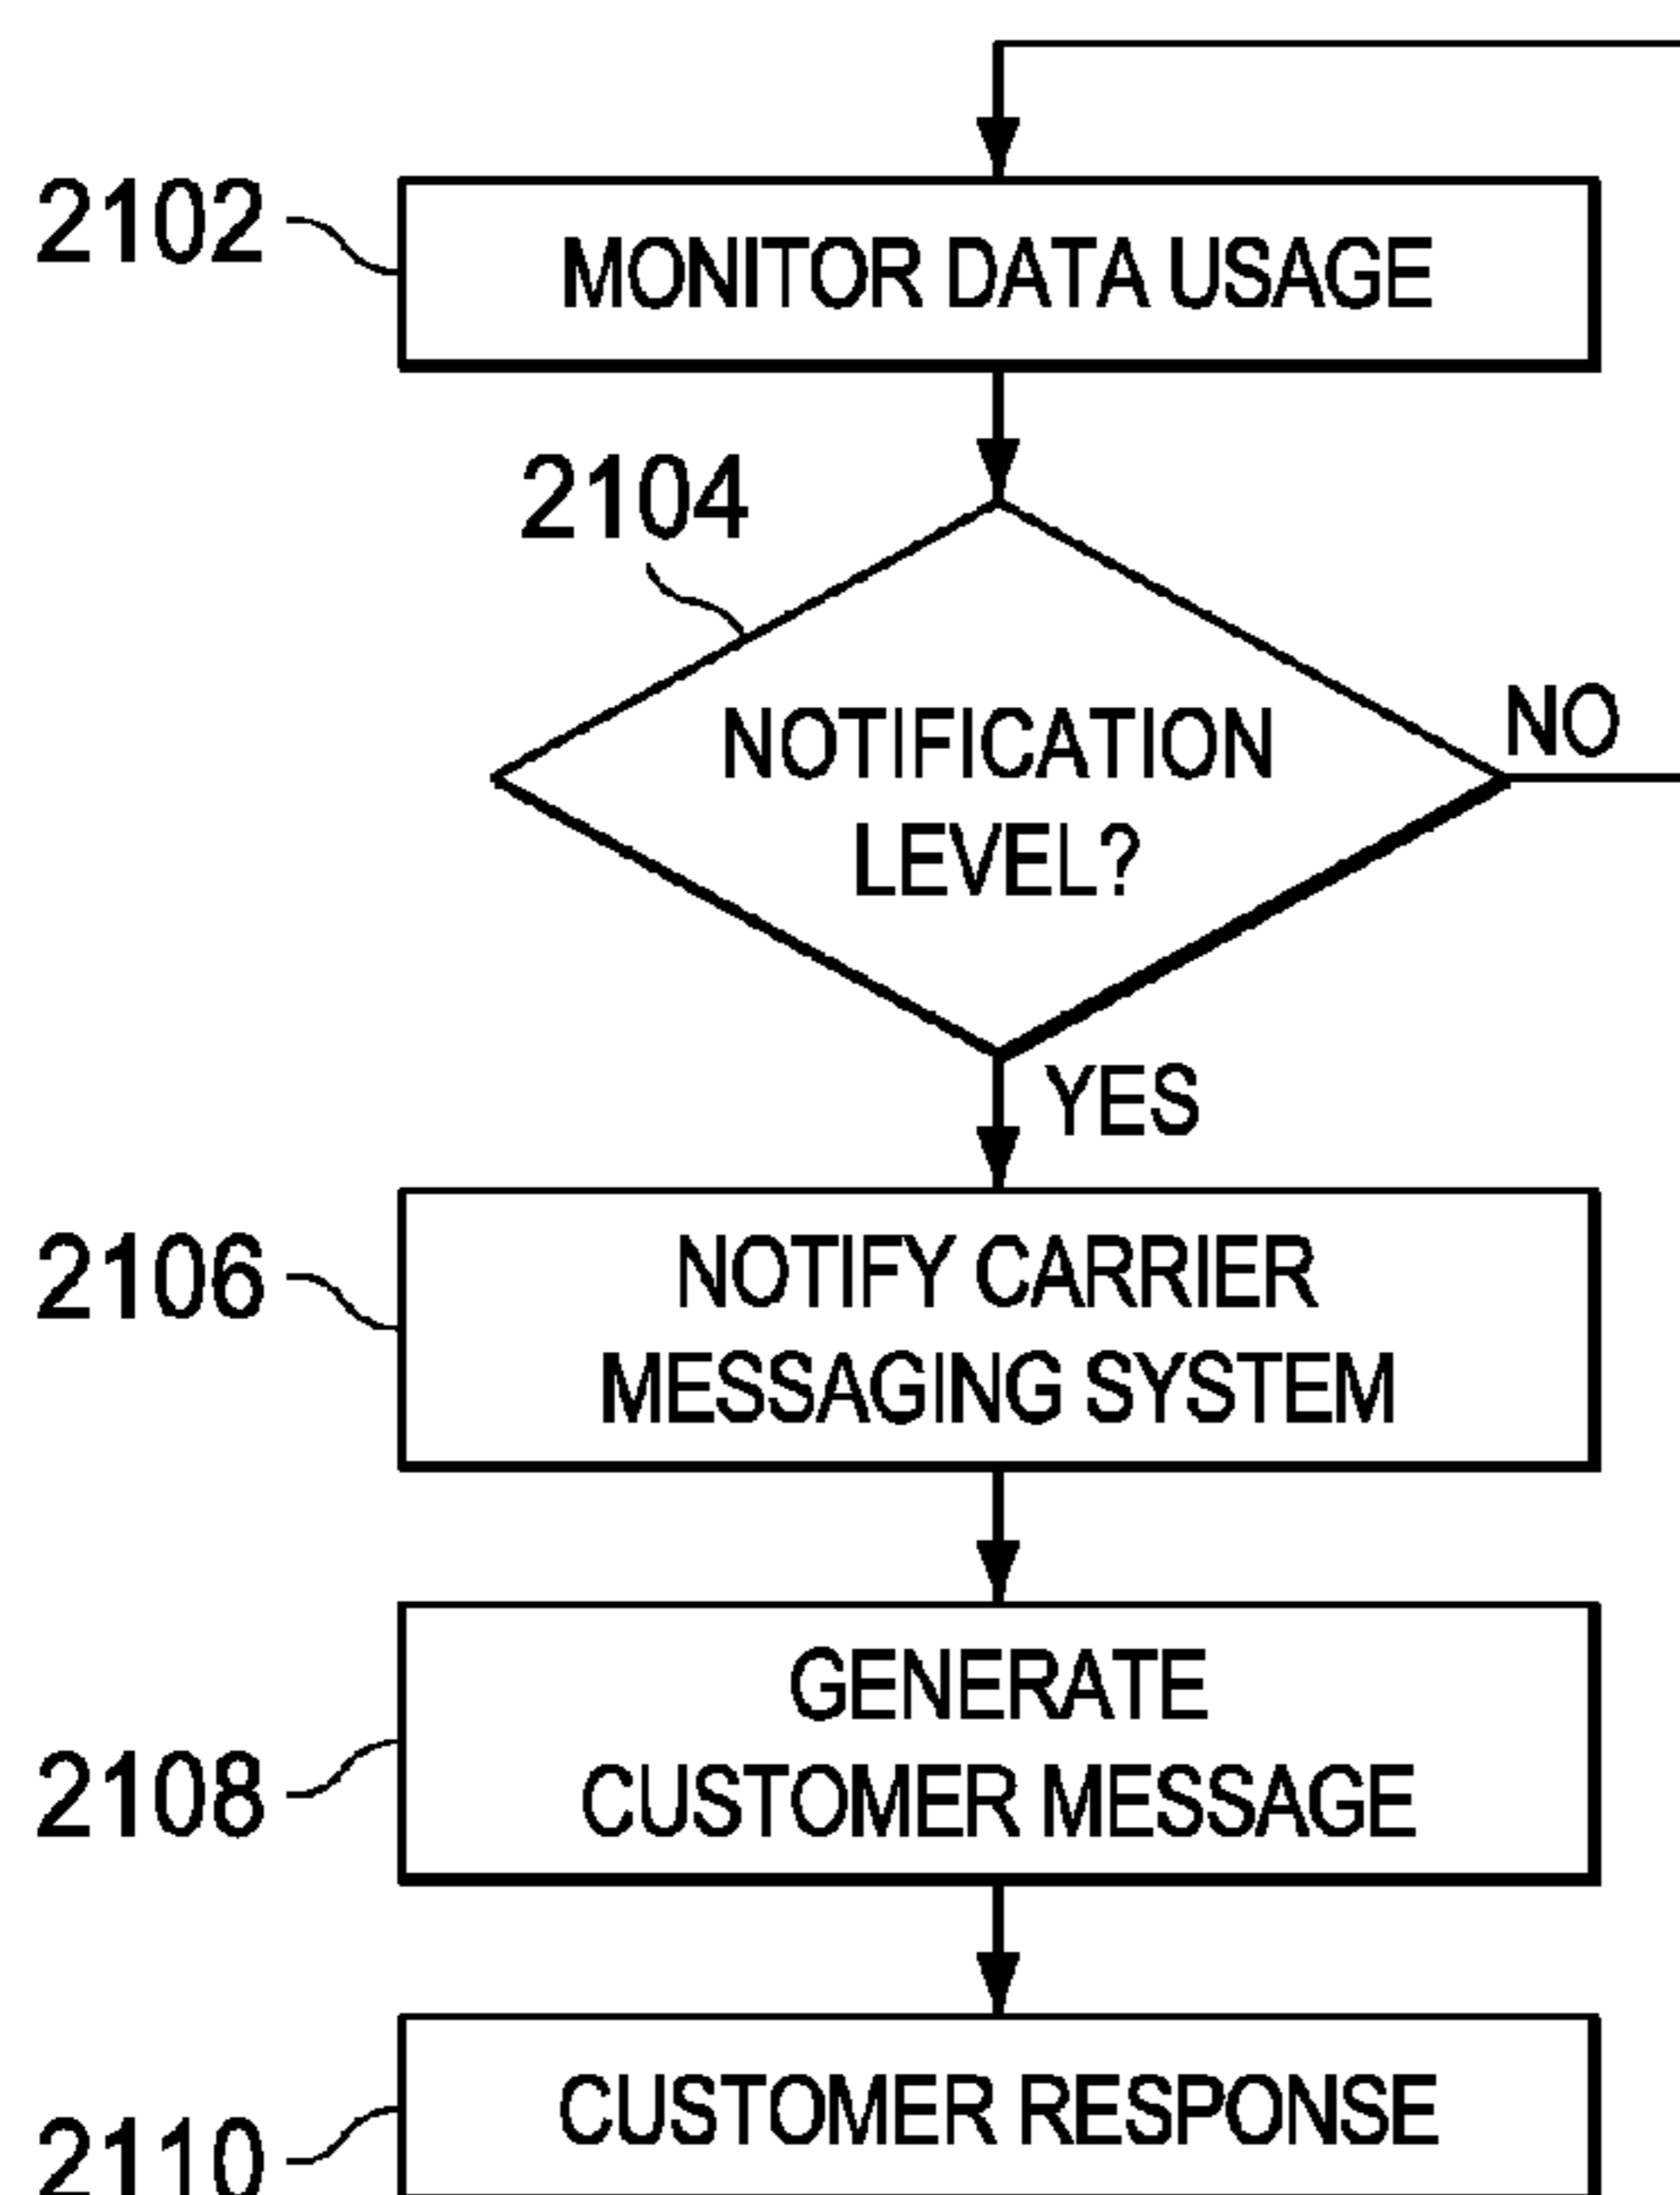 2102
MONITOR DATA USAGE
2104
NOTIFICATION
LEVEL?
NO
YES
2106
NOTIFY CARRIER
MESSAGING SYSTEM
2108
GENERATE
CUSTOMER MESSAGE
2110
CUSTOMER RESPONSE